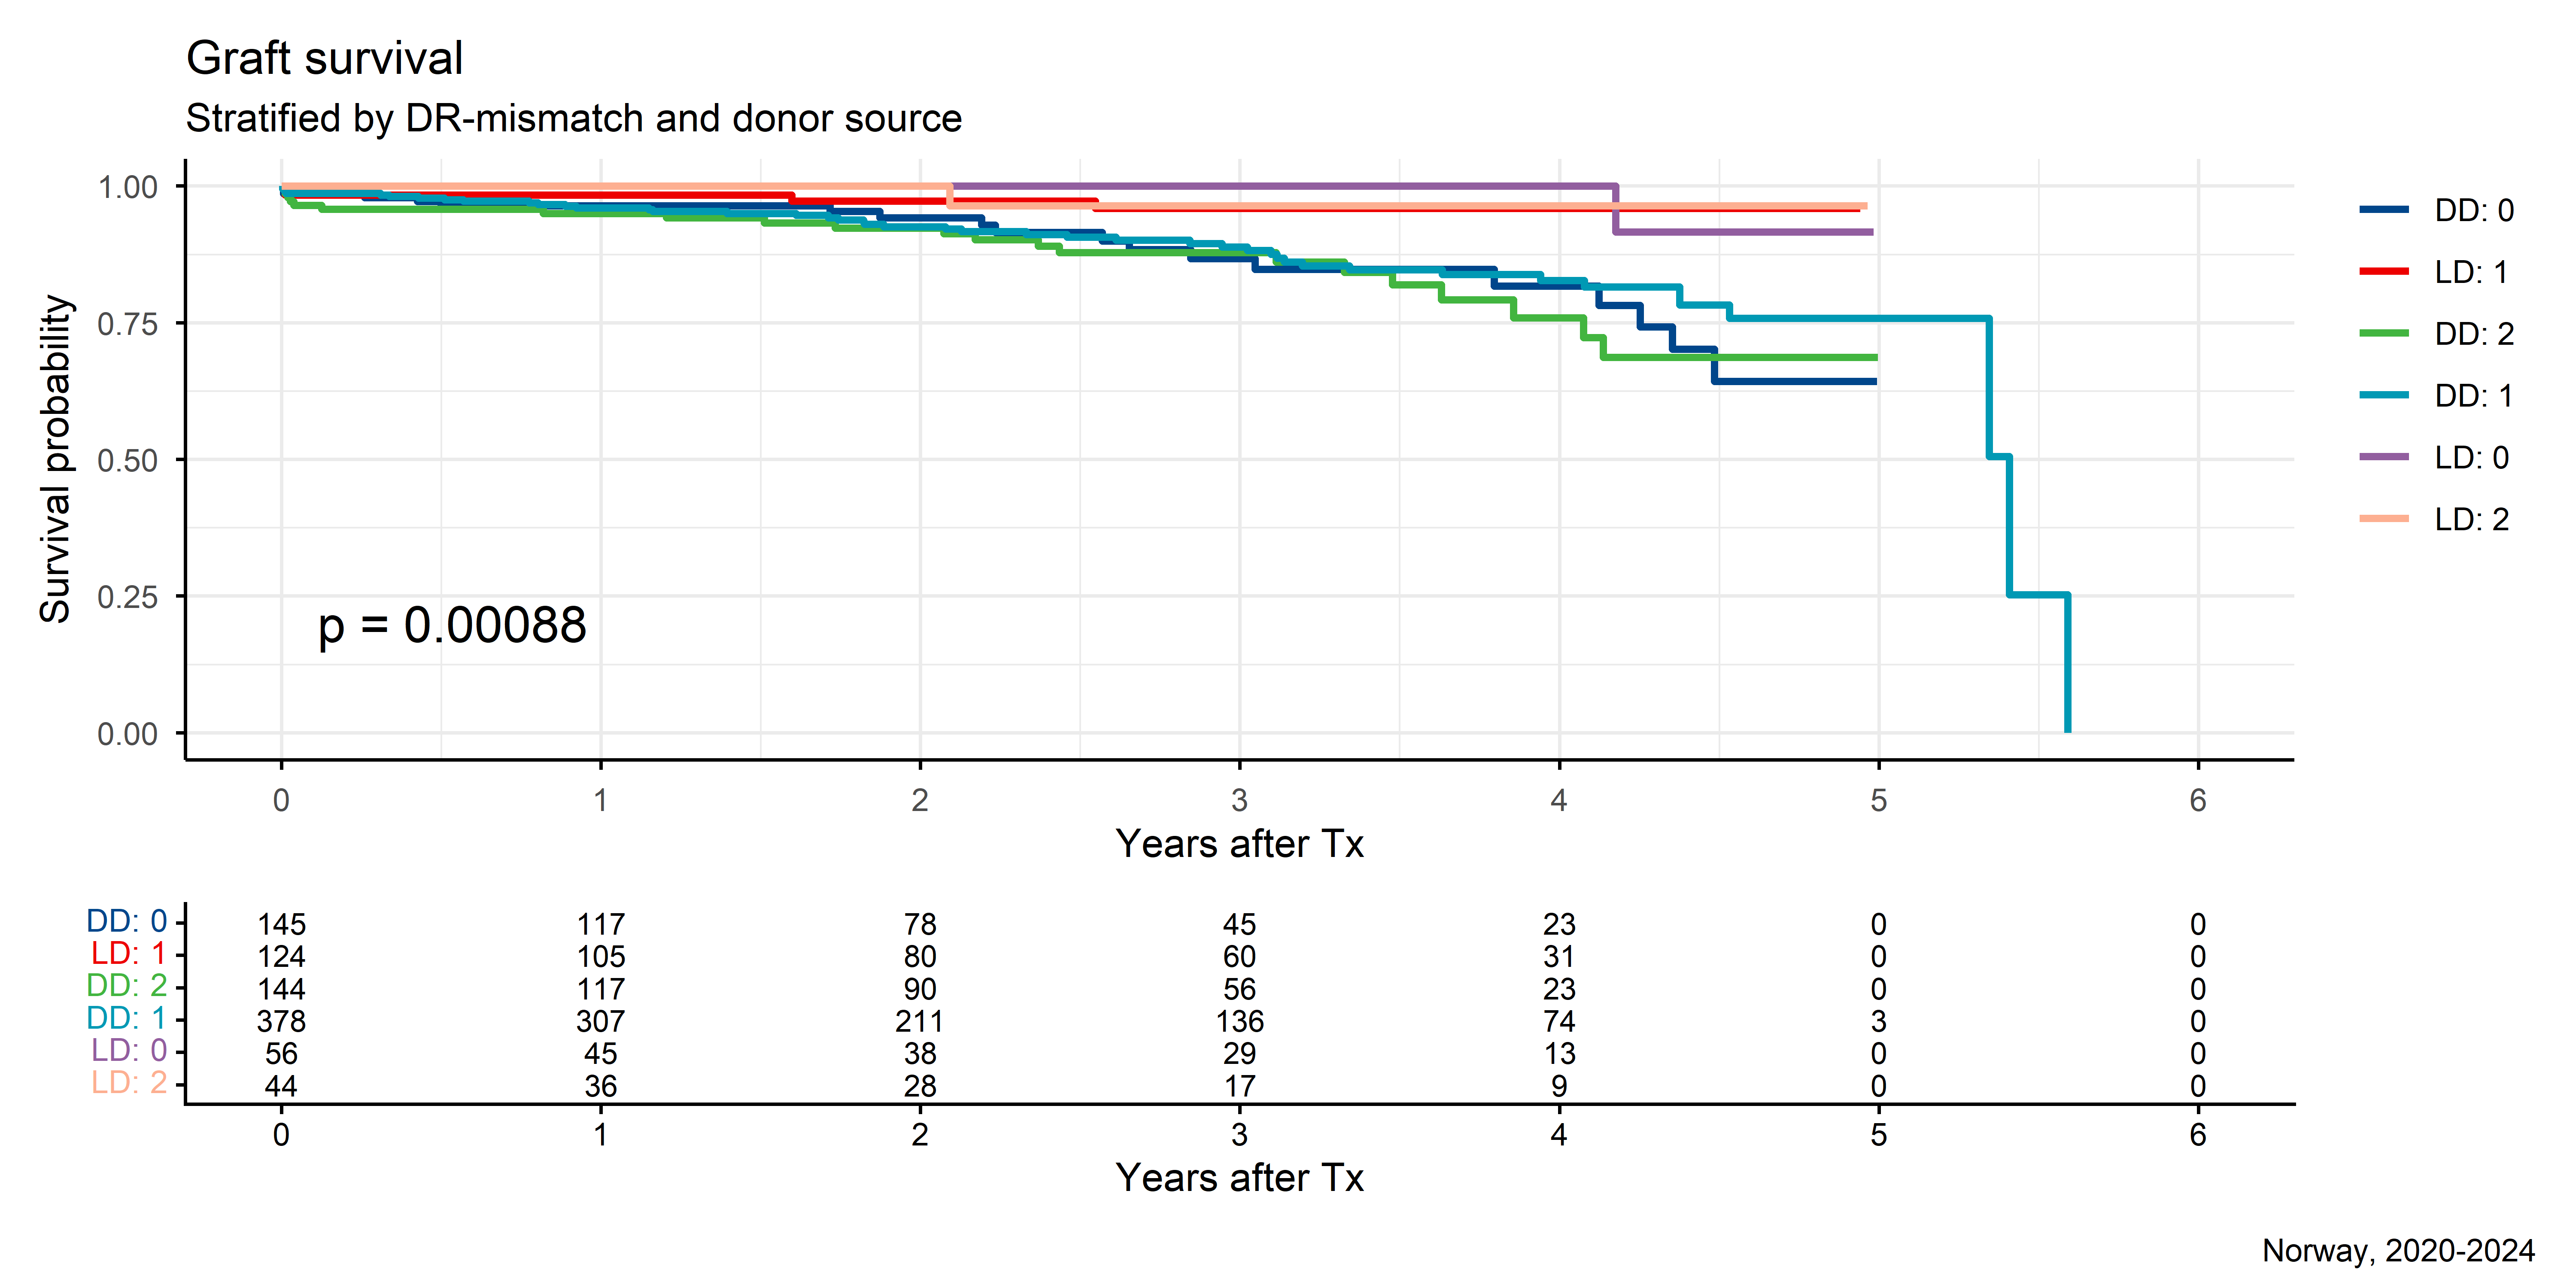 Graft survival
Stratified by DR-mismatch and donor source
Survival probability
1.00
0.75
0.50
0.25
0.00
p = 0.00088
0 1 2 3 4 5 6
Years after Tx
DD: 0
LD: 1
DD: 2
DD: 1
LD: 0
LD: 2
DD: 0 145 117 78 45 23 0 0
LD: 1 124 105 80 60 31 0 0
DD: 2 144 117 90 56 23 0 0
DD: 1 378 307 211 136 74 3 0
LD: 0 56 45 38 29 13 0 0
LD: 2 44 36 28 17 9 0 0
0 1 2 3 4 5 6
Years after Tx
Norway, 2020-2024